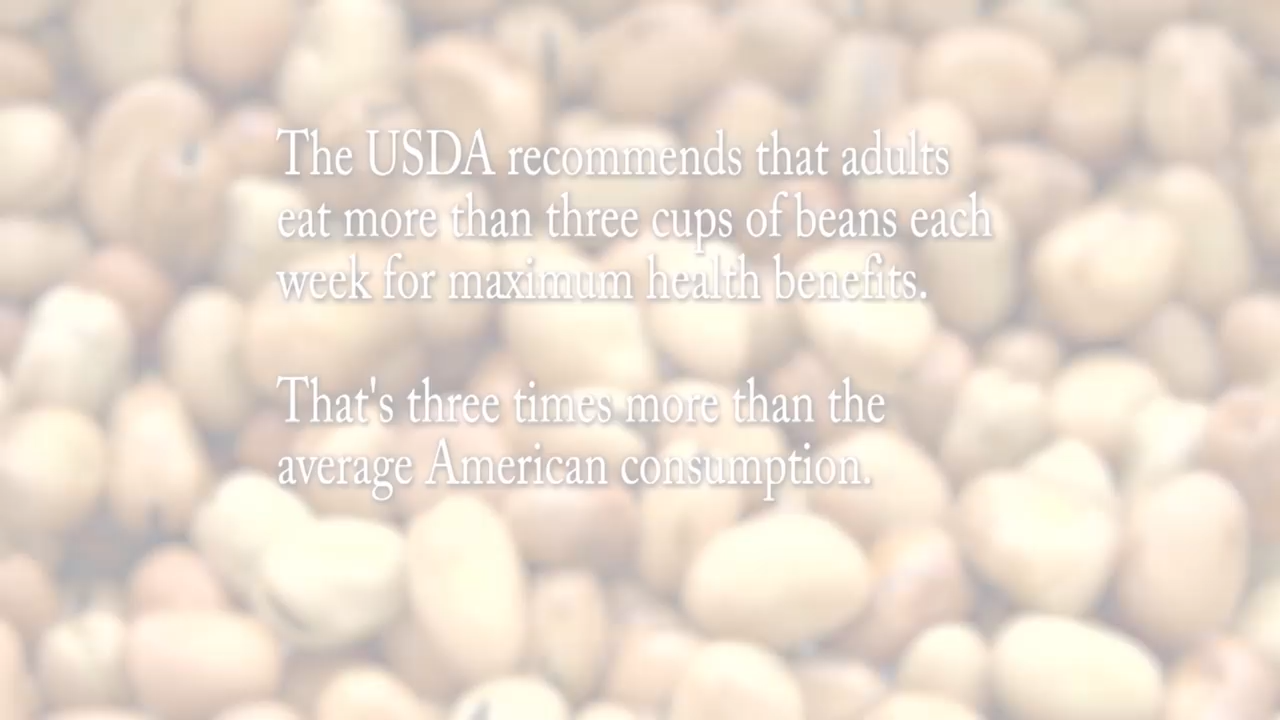 The USDA recommends that adults
eat more than three cups of beans each
week for maximum health benefits.
That's three times more than the
average American consumption.